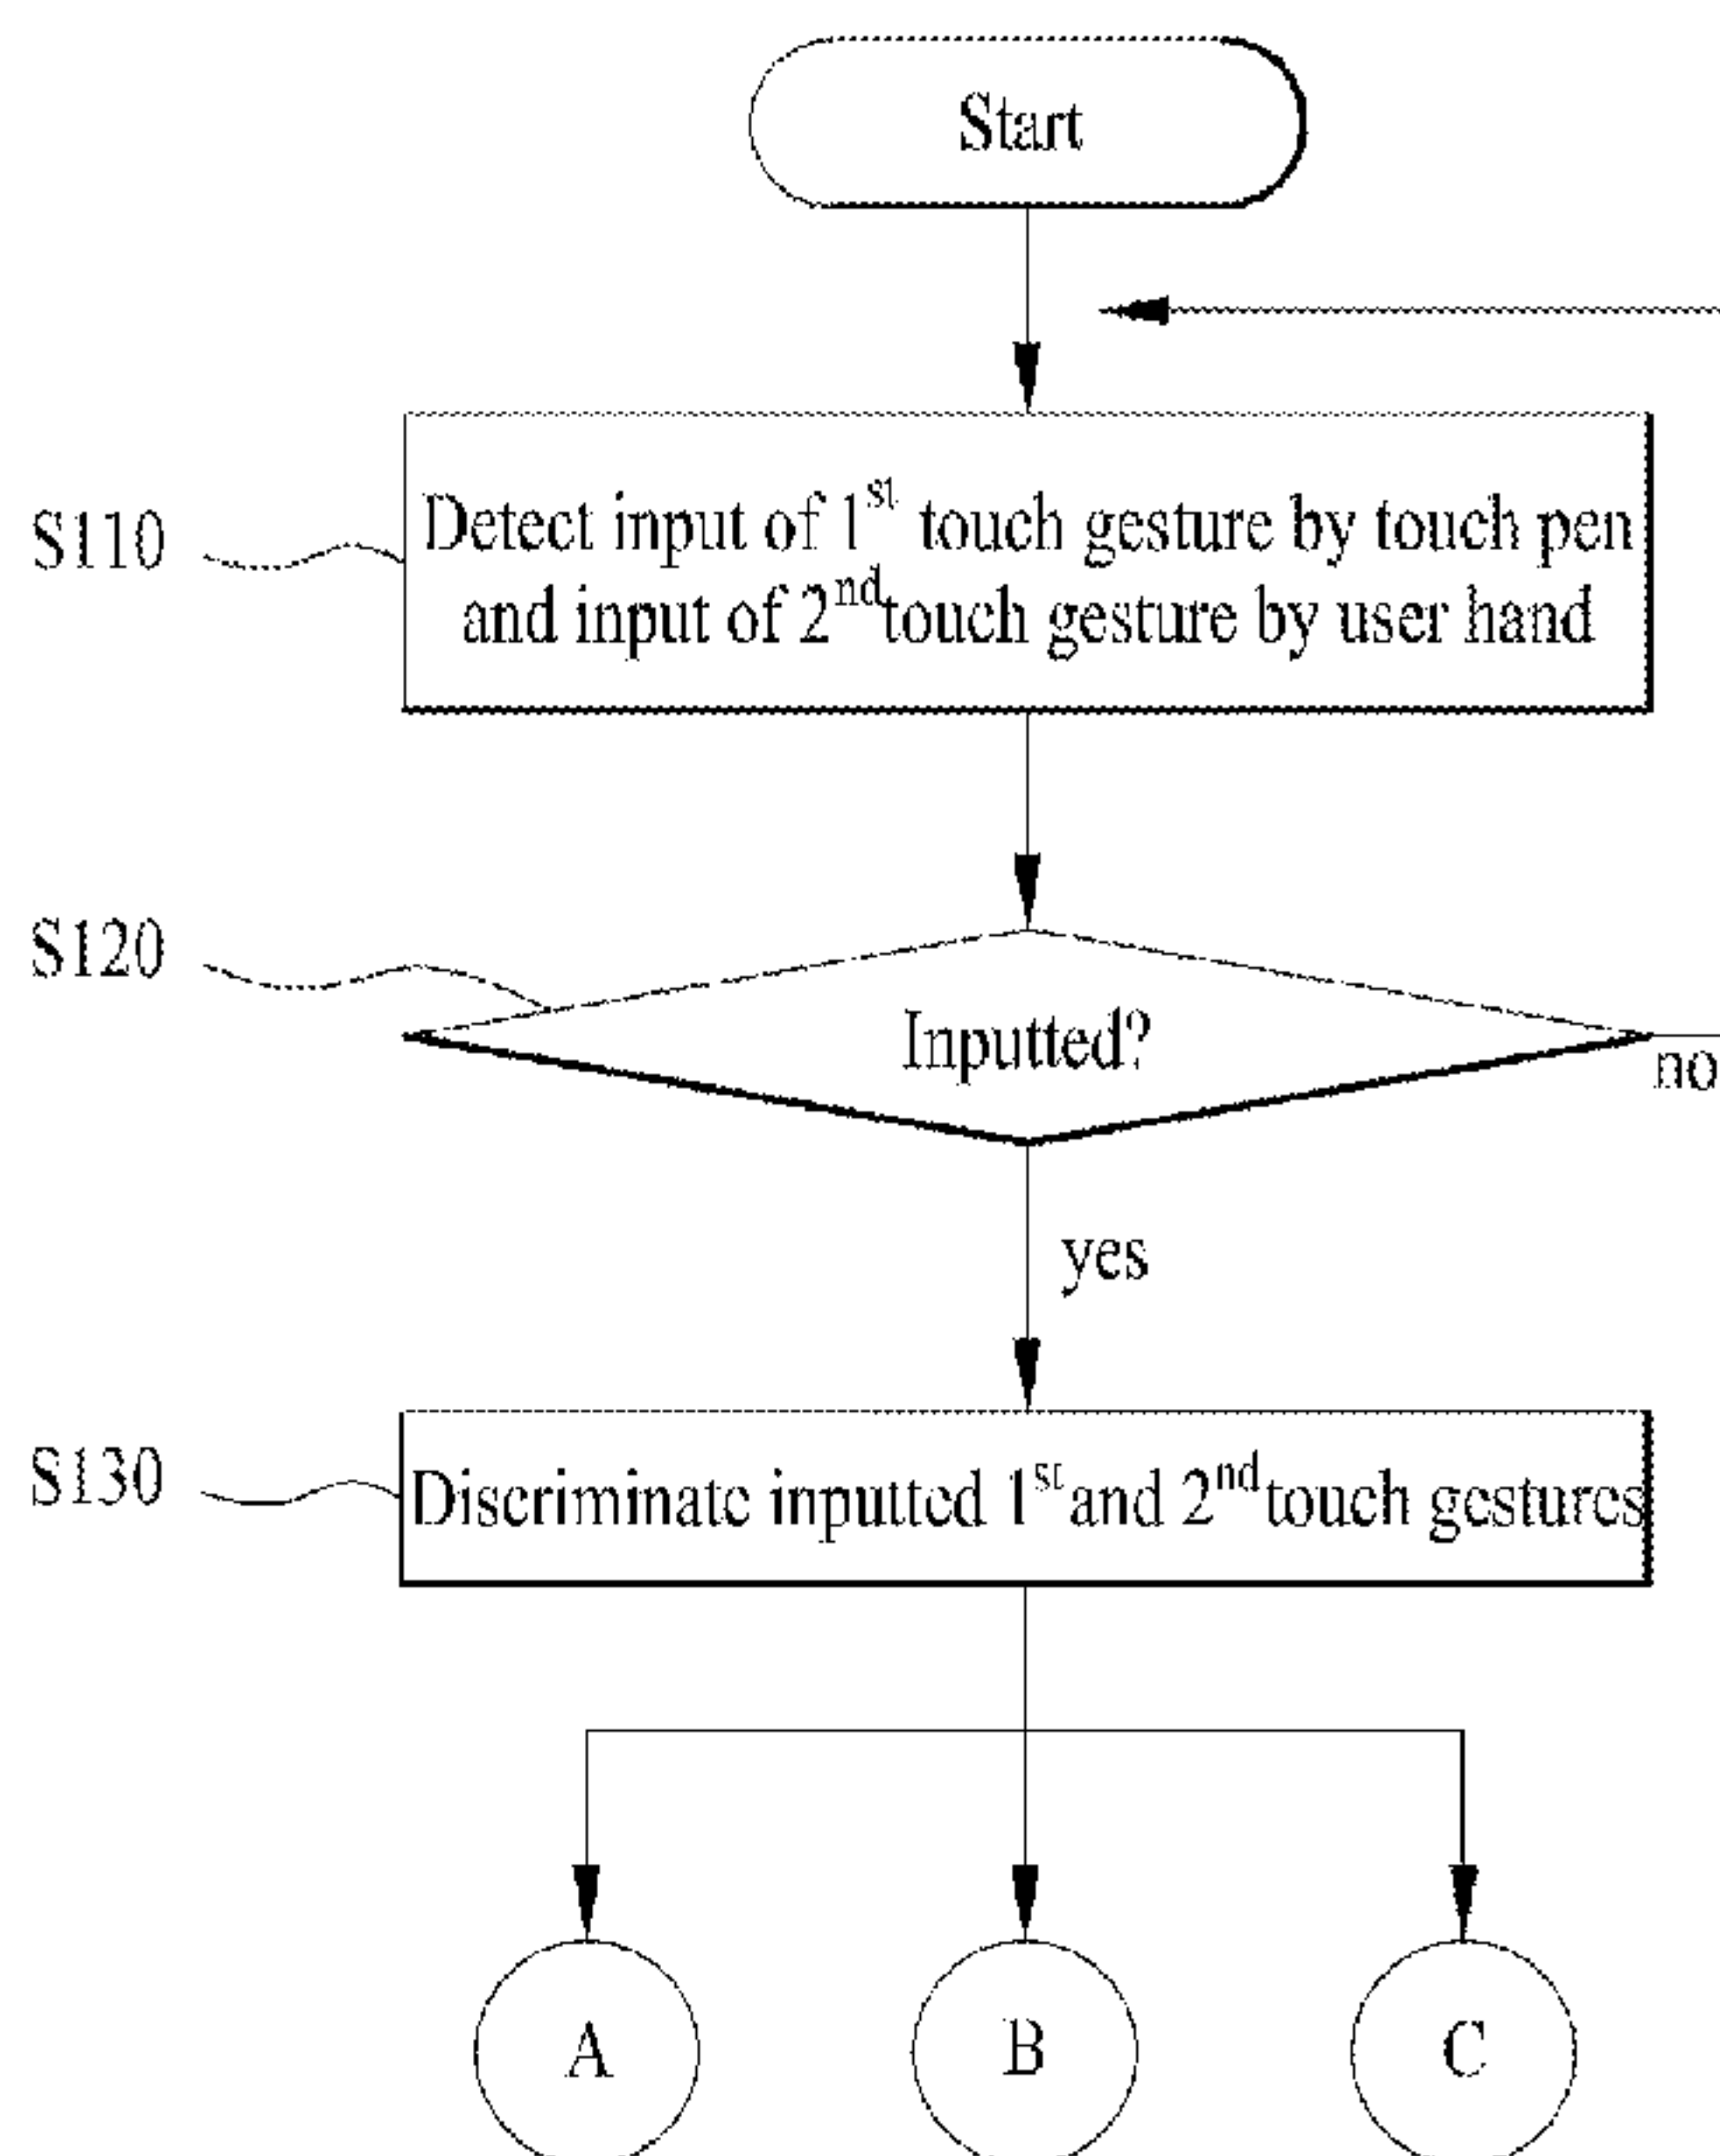 Start
S110
Detect input of 1st touch gesture by touch pen
and input of 2nd touch gesture by user hand
S120
Inputted?
no
yes
S130
Discriminate inputted 1st and 2nd touch gestures
A
B
C